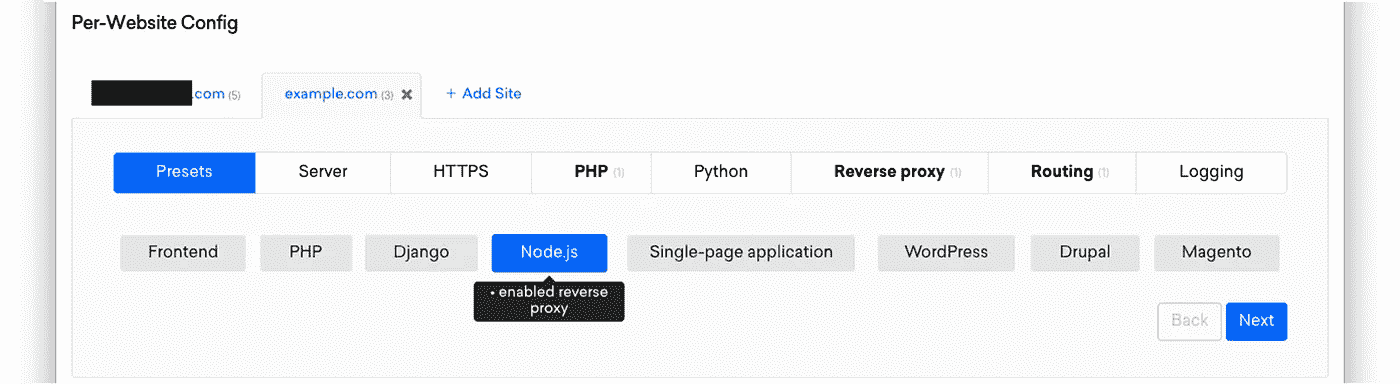 Per-Website Config
.com (5) example.com (3) ✖ + Add Site
Presets Server HTTPS PHP (1) Python Reverse proxy (1) Routing (1) Logging
Frontend PHP Django Node.js Single-page application WordPress Drupal Magento
• enabled reverse
proxy
Back Next